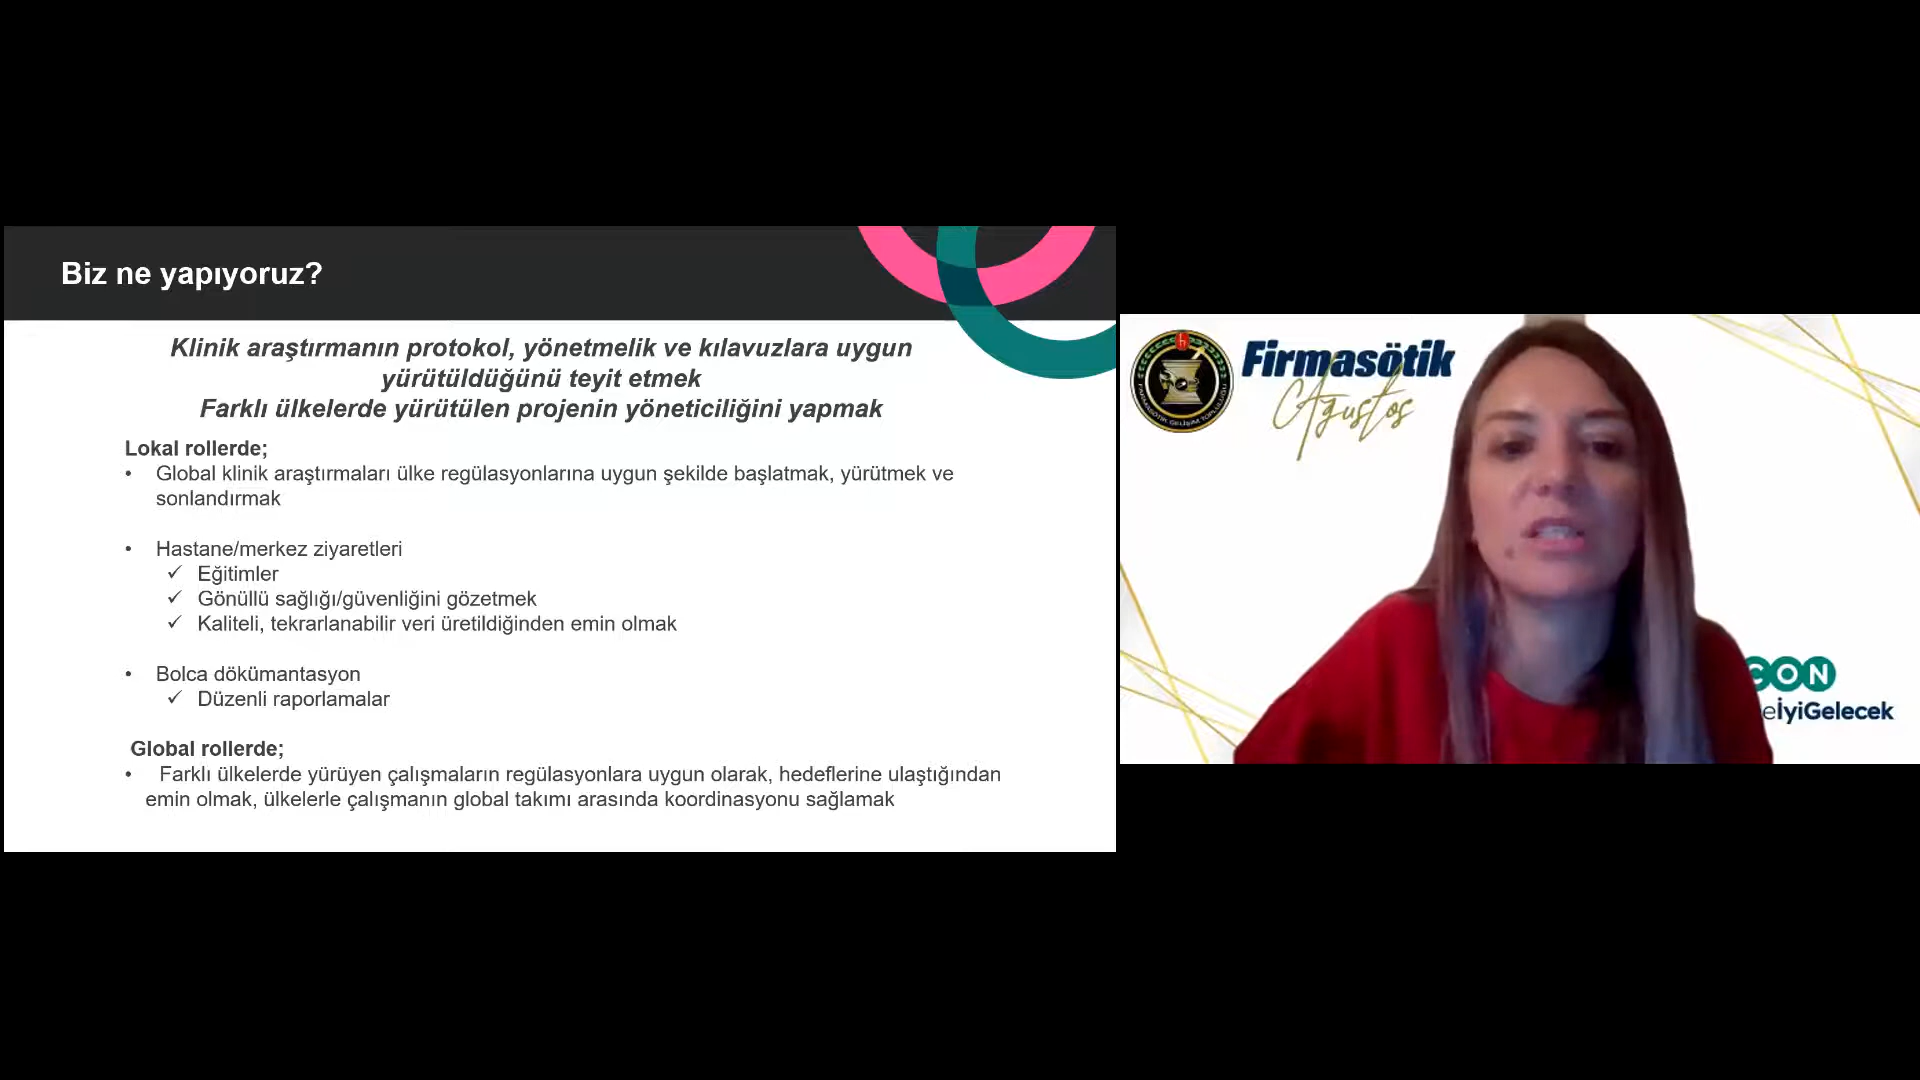 Biz ne yapıyoruz?
Klinik araştırmanın protokol, yönetmelik ve kılavuzlara uygun
yürütüldüğünü teyit etmek
Farklı ülkelerde yürütülen projenin yöneticiliğini yapmak
Lokal rollerde;
• Global klinik araştırmaları ülke regülasyonlarına uygun şekilde başlatmak, yürütmek ve
sonlandırmak
• Hastane/merkez ziyaretleri
✓ Eğitimler
✓ Gönüllü sağlığı/güvenliğini gözetmek
✓ Kaliteli, tekrarlanabilir veri üretildiğinden emin olmak
• Bolca dökümantasyon
✓ Düzenli raporlamalar
Global rollerde;
• Farklı ülkelerde yürüyen çalışmaların regülasyonlara uygun olarak, hedeflerine ulaştığından
emin olmak, ülkelerle çalışmanın global takımı arasında koordinasyonu sağlamak
Firmasötik
Ağustos
CON
eİyiGelecek